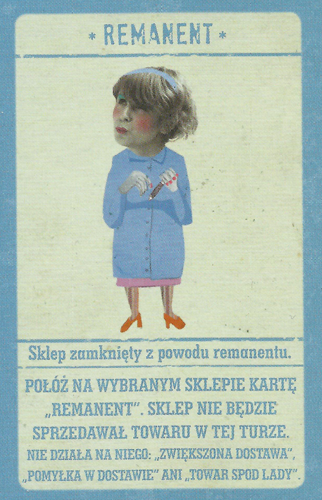 * REMANENT *
Sklep zamknięty z powodu remanentu.
POŁÓŻ NA WYBRANYM SKLEPIE KARTĘ
„REMANENT”. SKLEP NIE BĘDZIE
SPRZEDAWAŁ TOWARU W TEJ TURZE.
NIE DZIAŁA NA NIEGO: „ZWIĘKSZONA DOSTAWA”,
„POMYŁKA W DOSTAWIE” ANI „TOWAR SPOD LADY”.